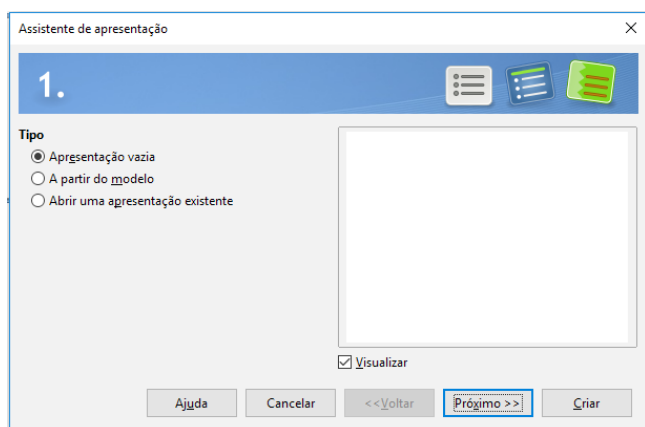 Assistente de apresentação
1.
Tipo
Apresentação vazia
A partir do modelo
Abrir uma apresentação existente
Visualizar
Ajuda Cancelar <<Voltar Próximo >> Criar